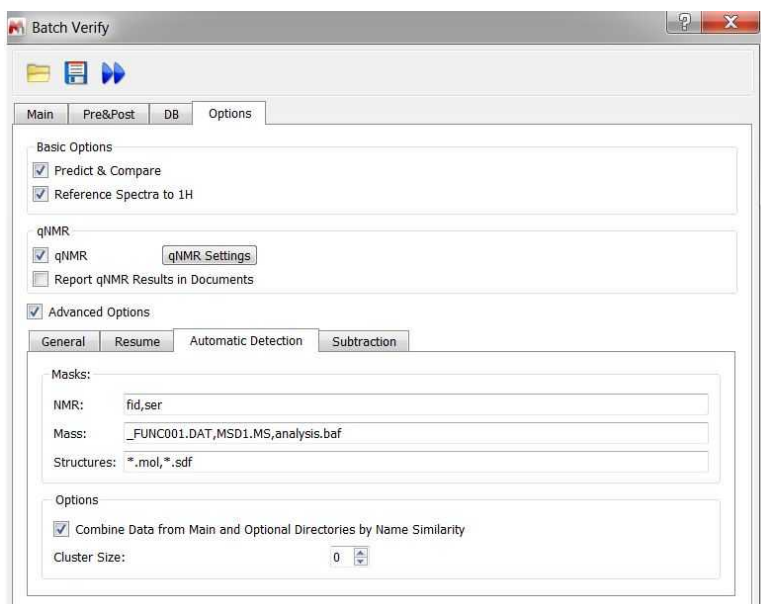 Batch Verify
Main Pre&Post DB Options
Basic Options
Predict & Compare
Reference Spectra to 1H
qNMR
qNMR qNMR Settings
Report qNMR Results in Documents
Advanced Options
General Resume Automatic Detection Subtraction
Masks:
NMR: fid,ser
Mass: _FUNC001.DAT,MSD1.MS,analysis.baf
Structures: *.mol,*.sdf
Options
Combine Data from Main and Optional Directories by Name Similarity
Cluster Size: 0